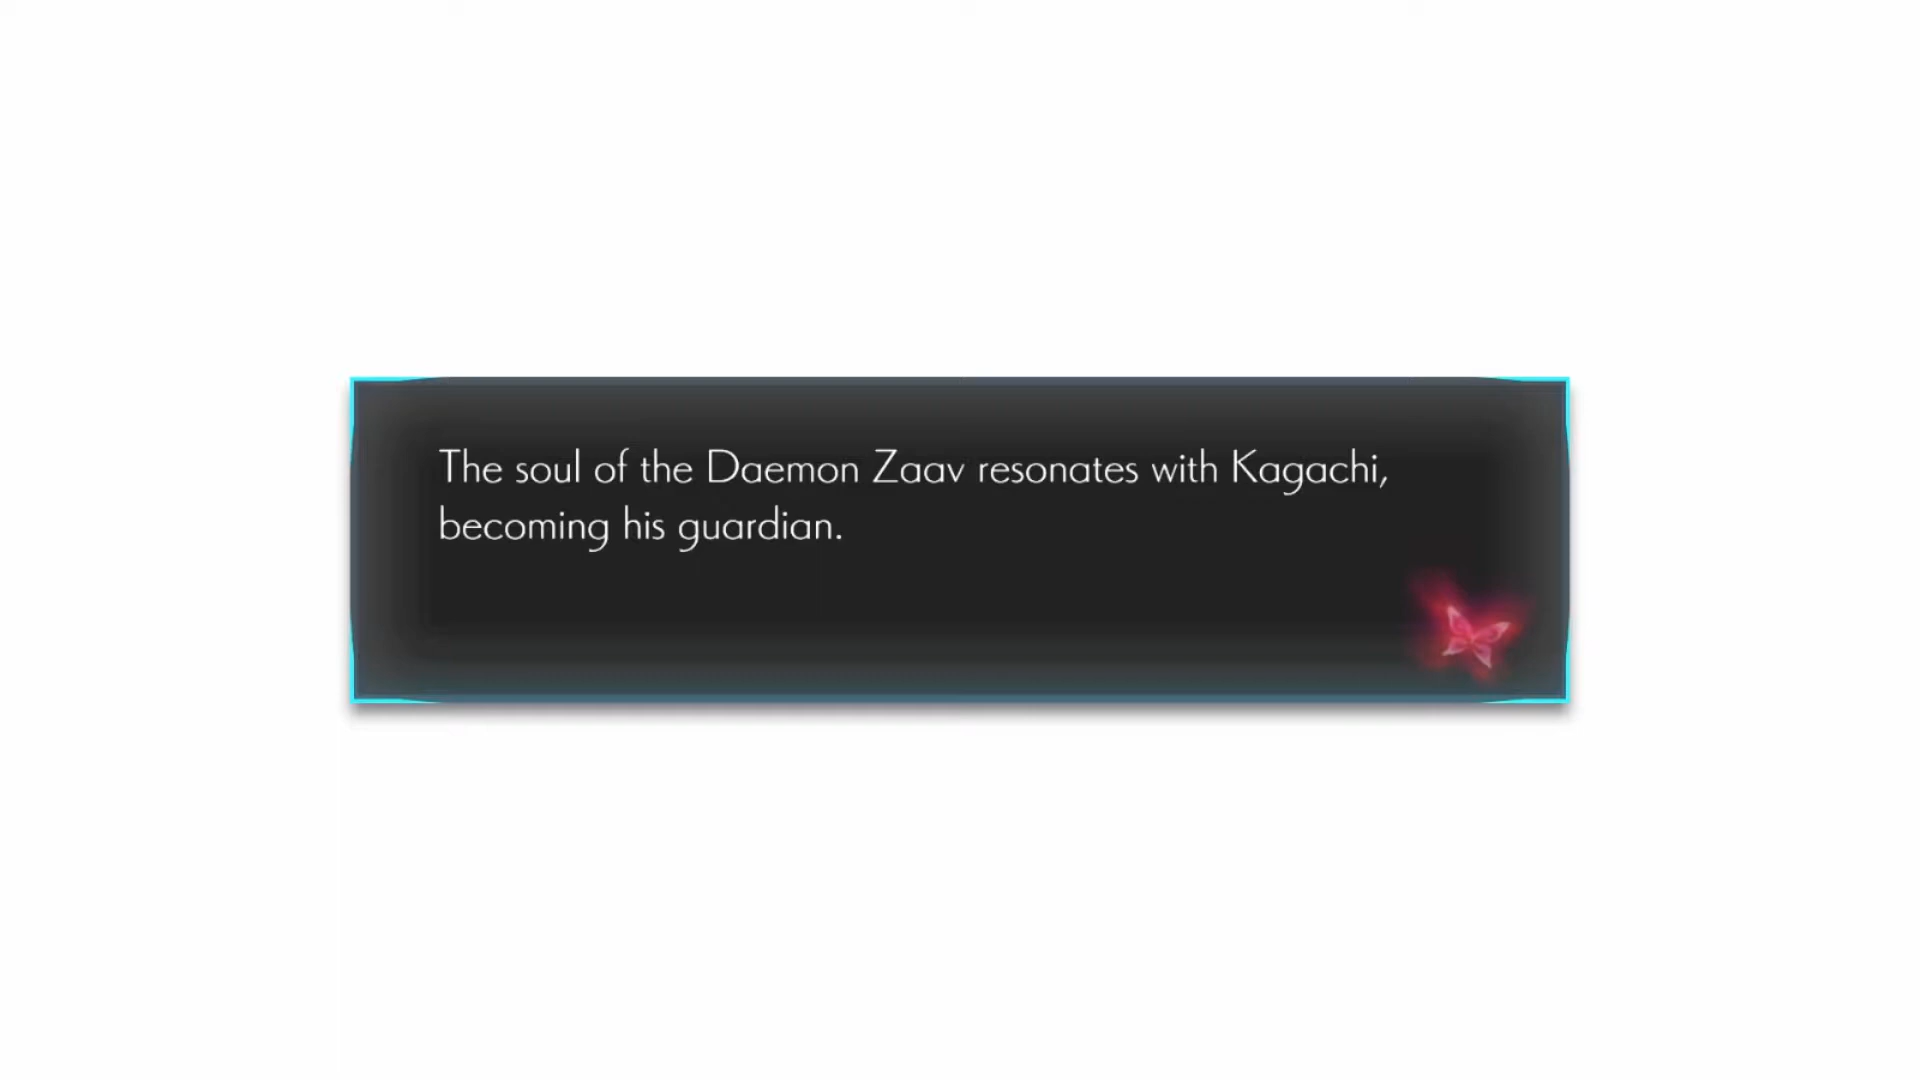 The soul of the Daemon Zaav resonates with Kagachi,
becoming his guardian.